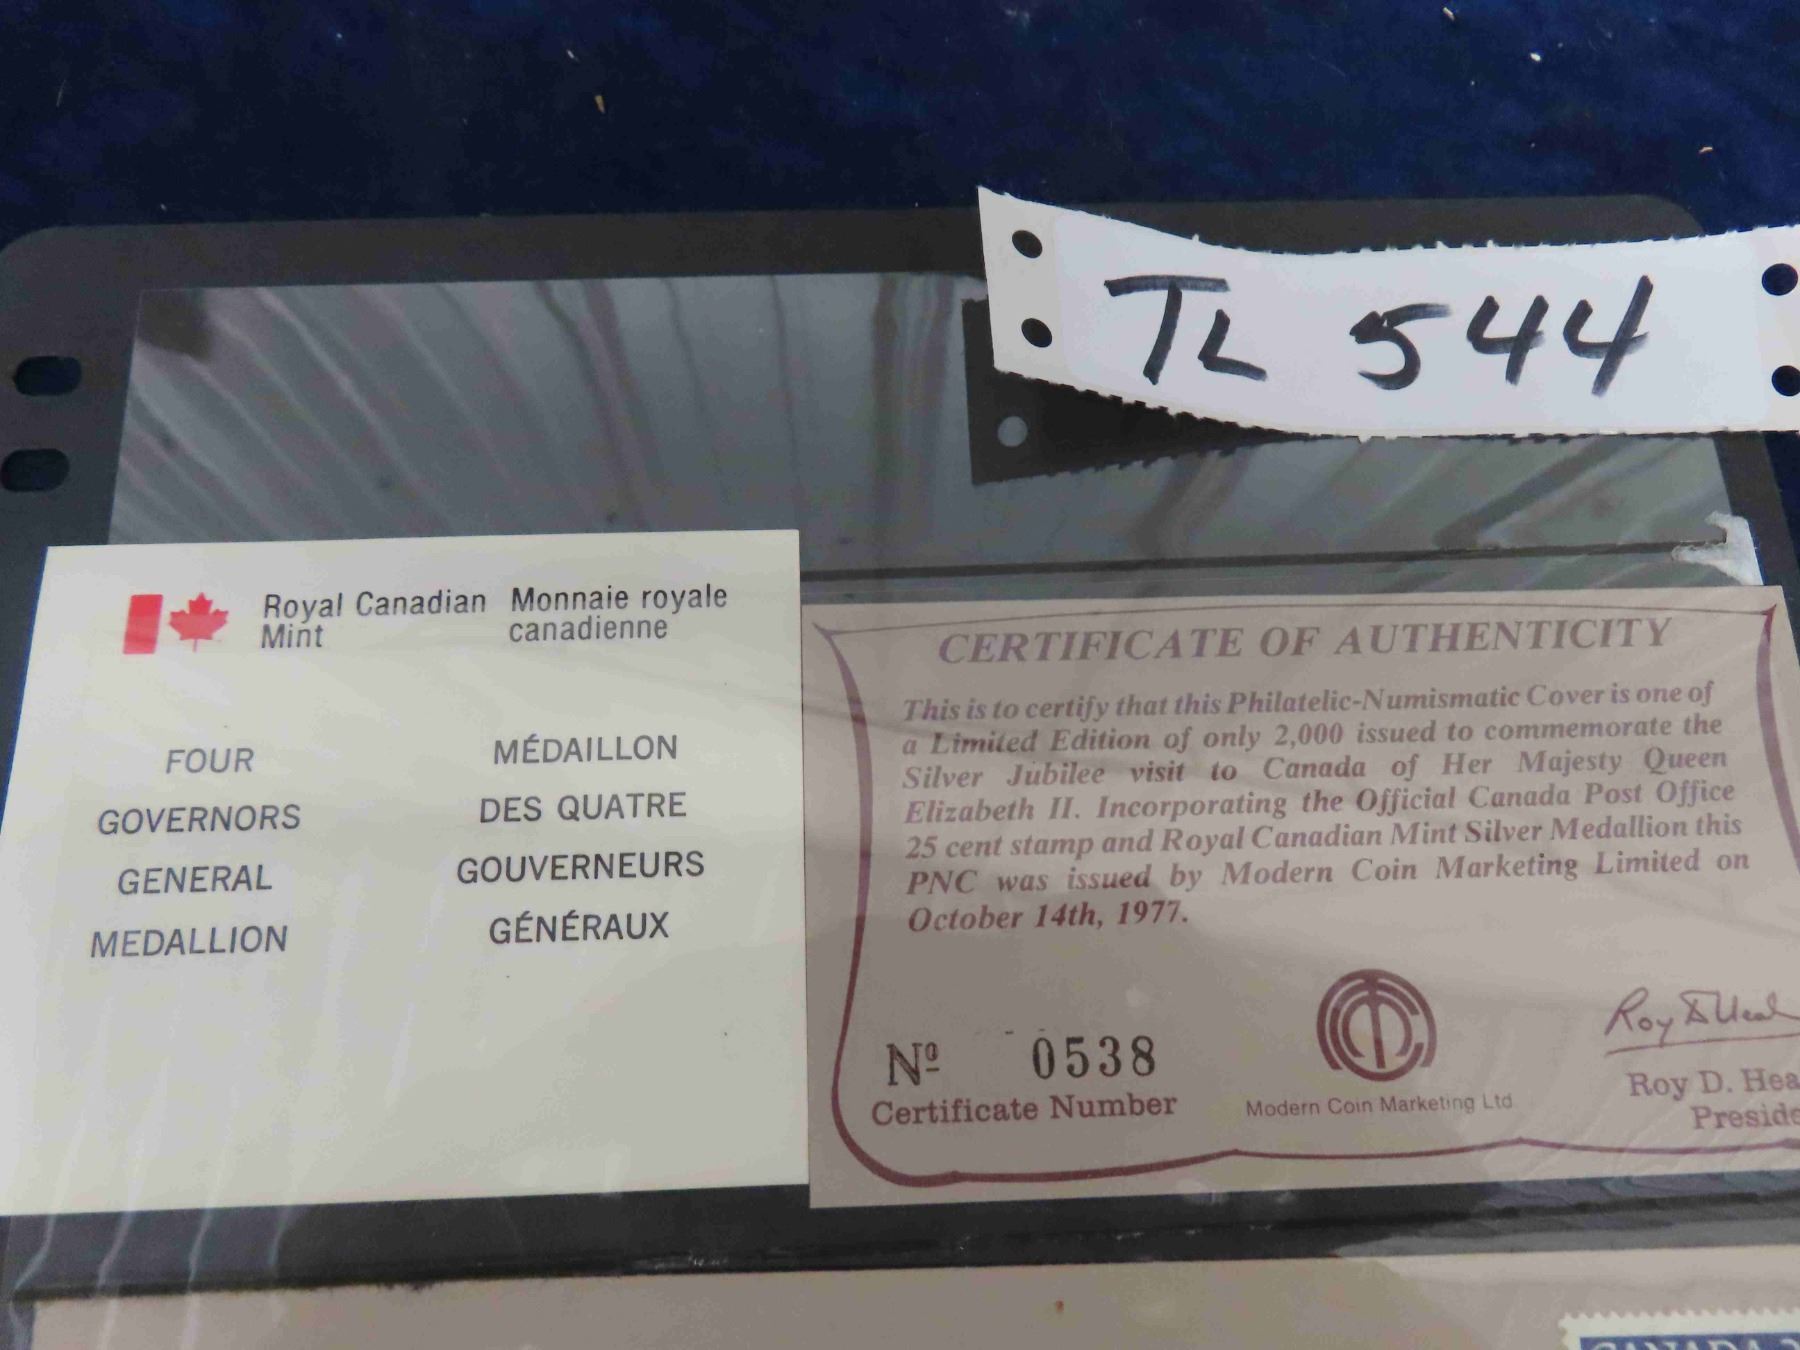 TL 544
Royal Canadian Mint
Monnaie royale canadienne
FOUR
GOVERNORS
GENERAL
MEDALLION
MÉDAILLON
DES QUATRE
GOUVERNEURS
GÉNÉRAUX
CERTIFICATE OF AUTHENTICITY
This is to certify that this Philatelic-Numismatic Cover is one of
a Limited Edition of only 2,000 issued to commemorate the
Silver Jubilee visit to Canada of Her Majesty Queen
Elizabeth II. Incorporating the Official Canada Post Office
25 cent stamp and Royal Canadian Mint Silver Medallion this
PNC was issued by Modern Coin Marketing Limited on
October 14th, 1977.
Nº 0538
Certificate Number
Modern Coin Marketing Ltd
Roy D.
CANADA